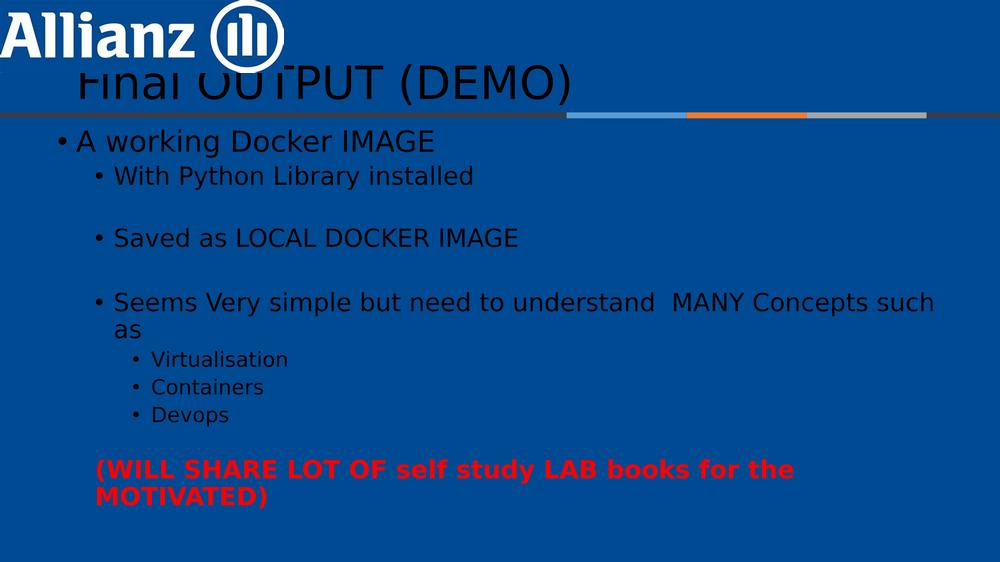 Allianz
Final OUTPUT (DEMO)
• A working Docker IMAGE
• With Python Library installed
• Saved as LOCAL DOCKER IMAGE
• Seems Very simple but need to understand  MANY Concepts such
as
• Virtualisation
• Containers
• Devops
(WILL SHARE LOT OF self study LAB books for the
MOTIVATED)